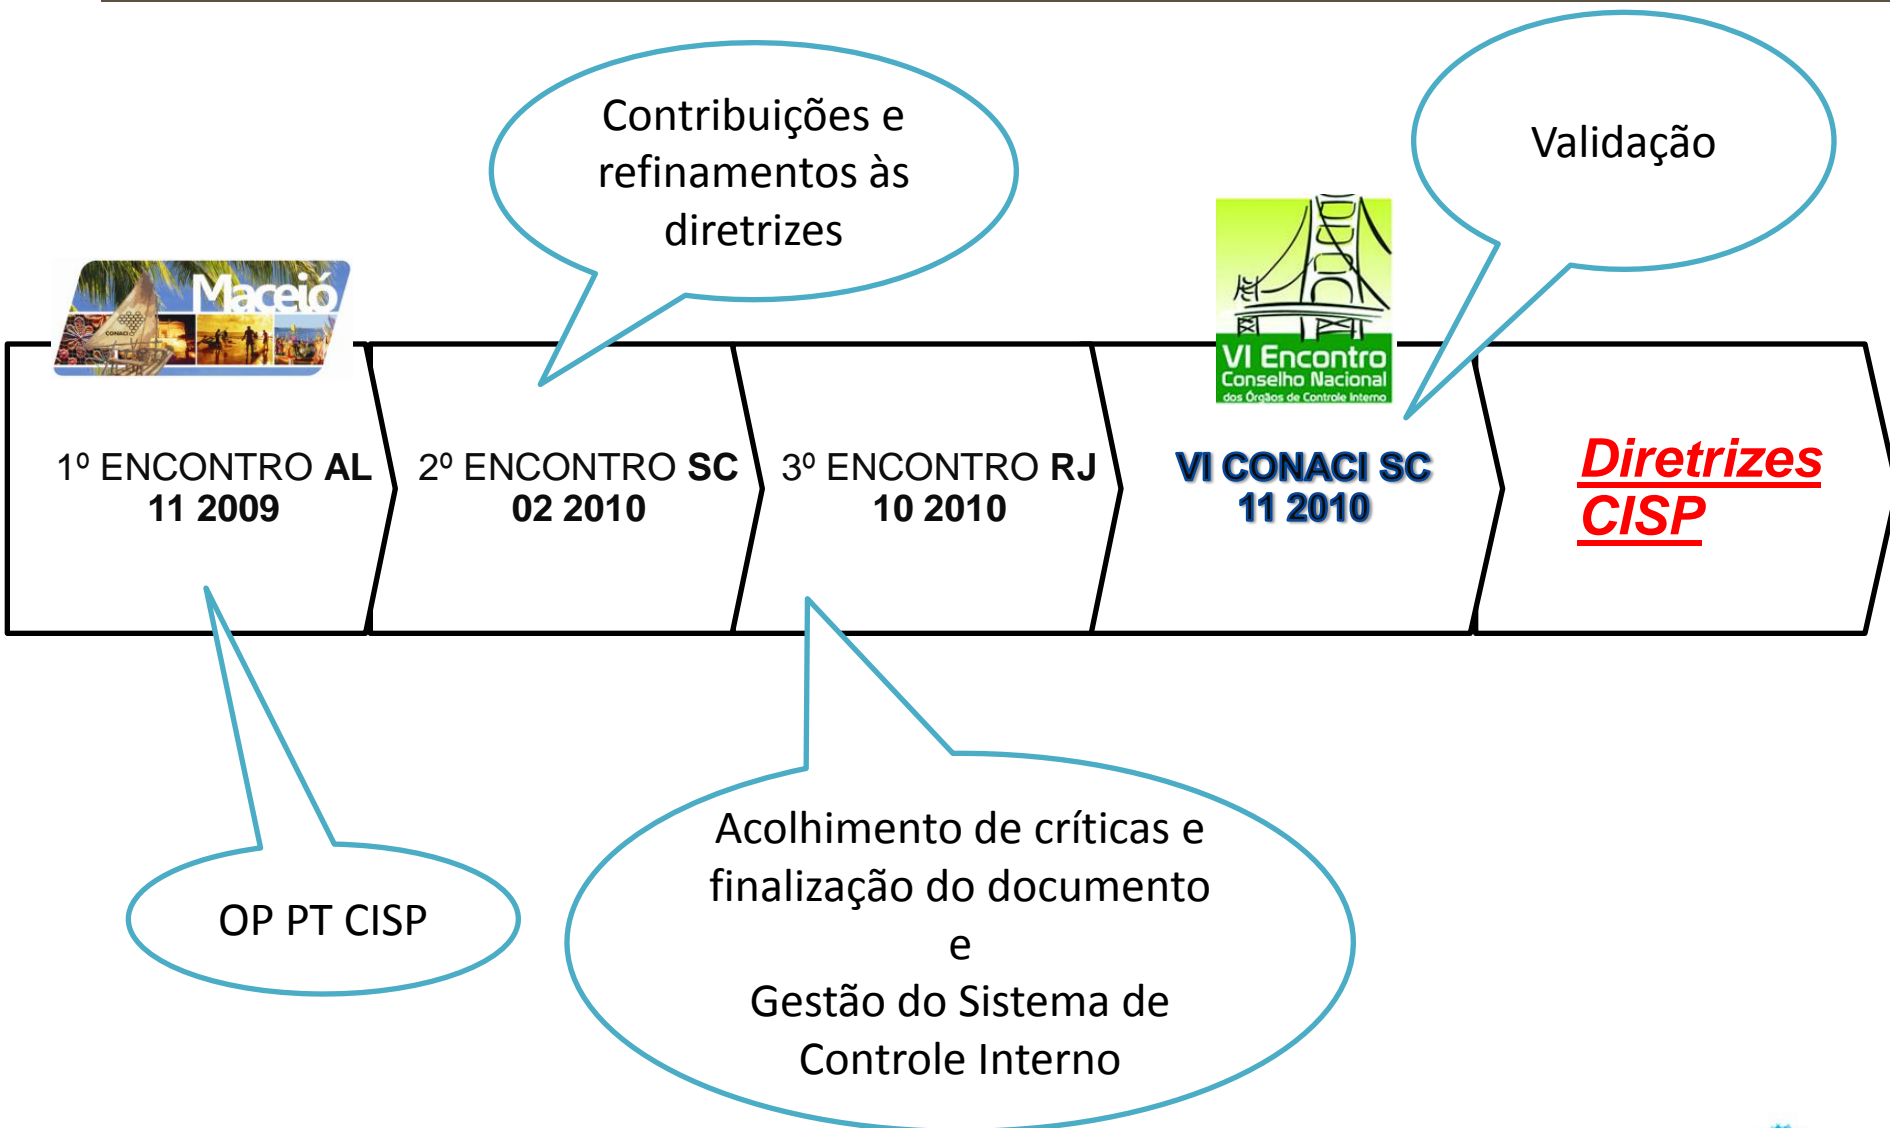 Contribuições e
refinamentos às
diretrizes
Validação
Maceió
CONACI
VI Encontro
Conselho Nacional
dos Órgãos de Controle Interno
1º ENCONTRO AL
11 2009
2º ENCONTRO SC
02 2010
3º ENCONTRO RJ
10 2010
VI CONACI SC
11 2010
Diretrizes
CISP
OP PT CISP
Acolhimento de críticas e
finalização do documento
e
Gestão do Sistema de
Controle Interno